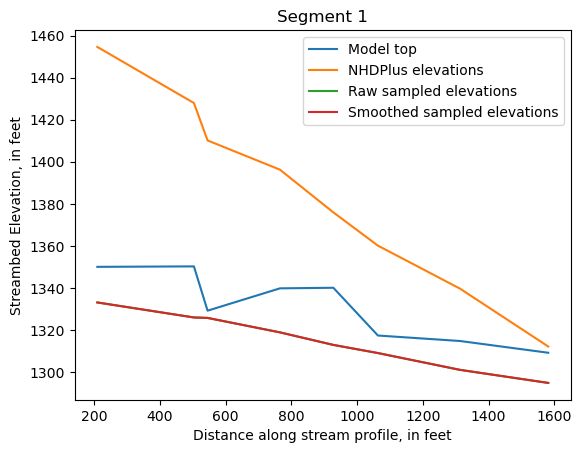 Segment 1
Model top
NHDPlus elevations
Raw sampled elevations
Smoothed sampled elevations
Streambed Elevation, in feet
1460
1440
1420
1400
1380
1360
1340
1320
1300
200
400
600
800
1000
1200
1400
1600
Distance along stream profile, in feet